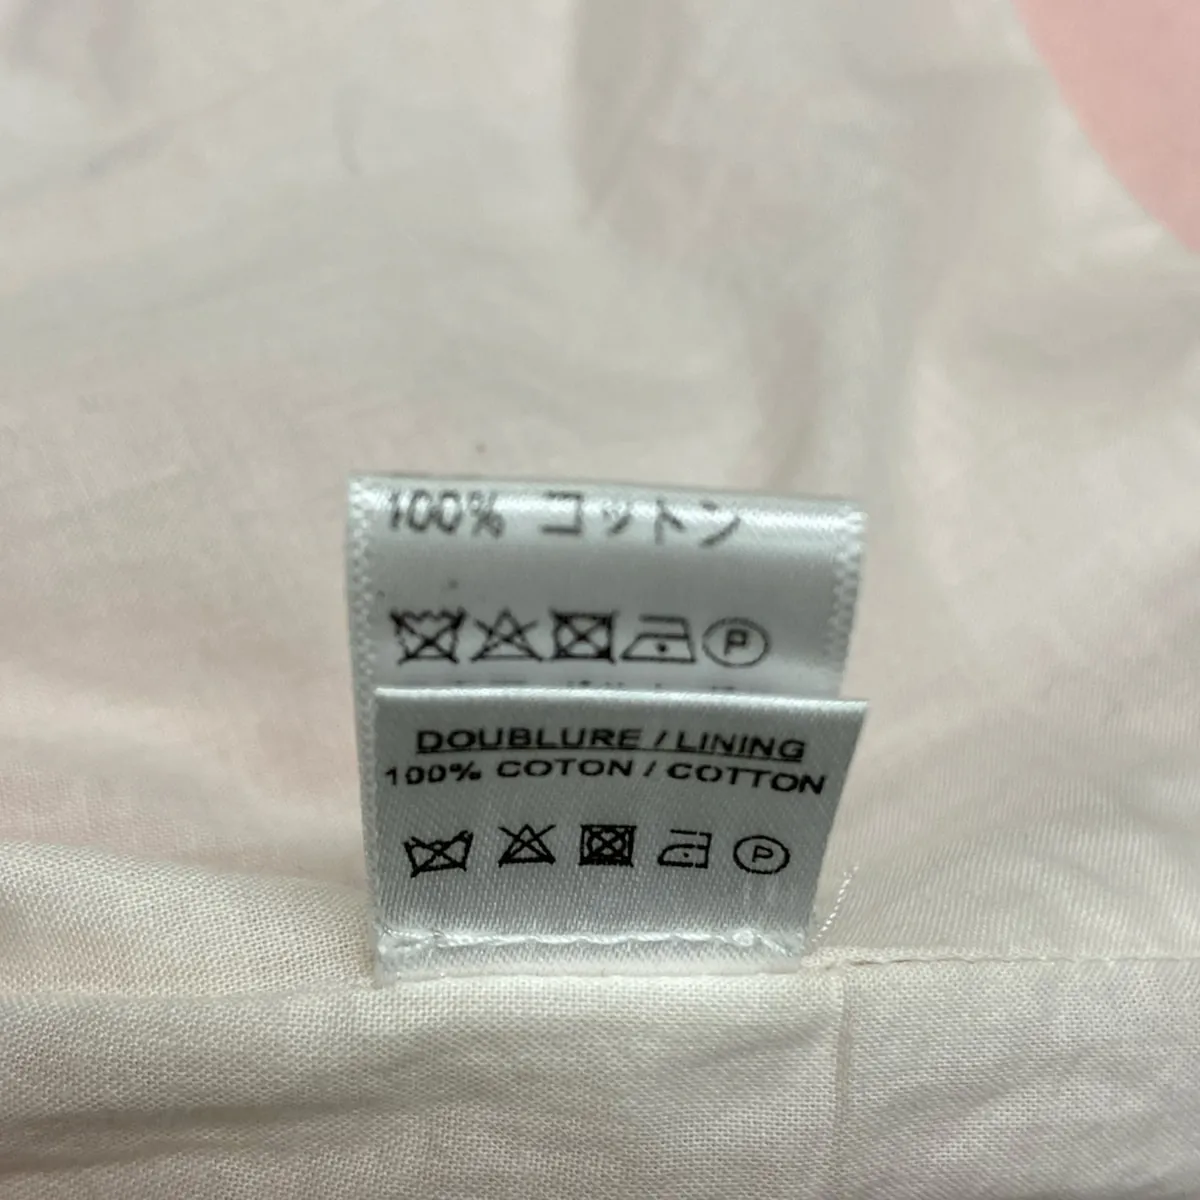 100% コットン
P
DOUBLURE / LINING
100% COTON / COTTON
P